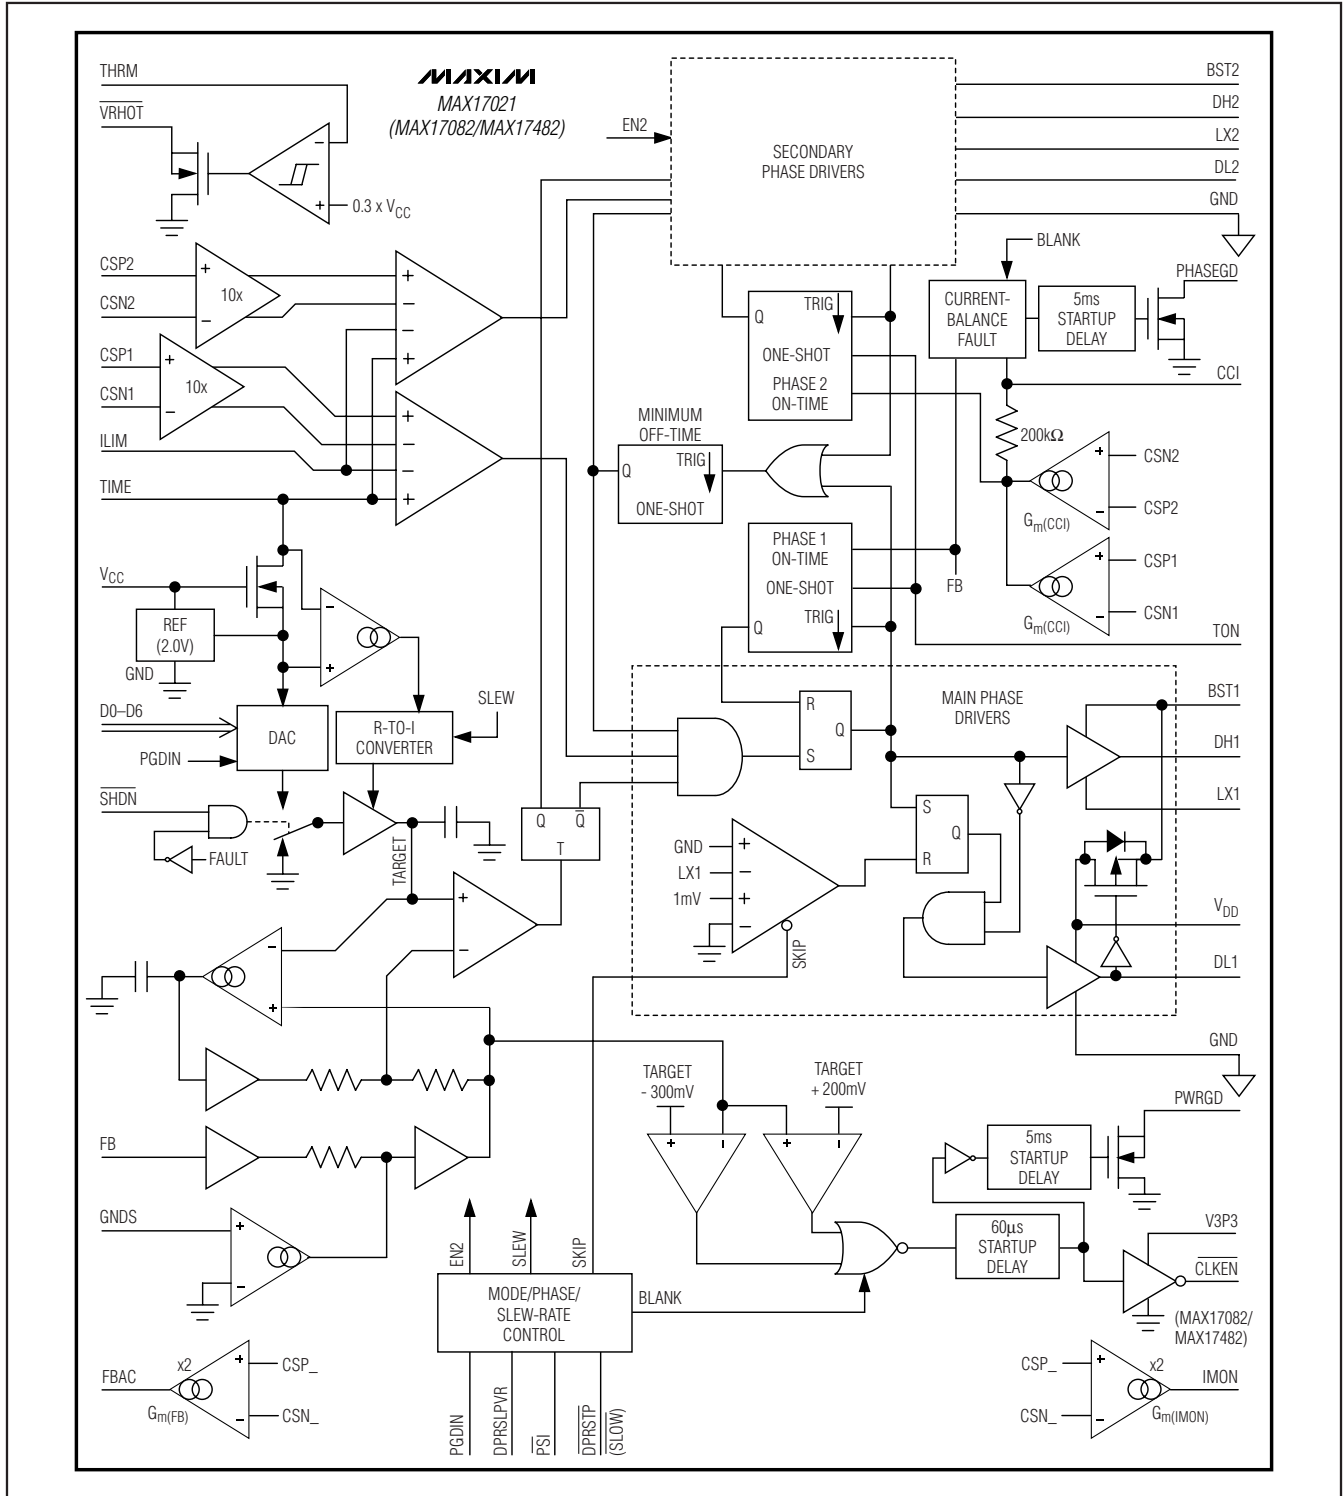 THRM
VRHOT
MAXIM
MAX17021
(MAX17082/MAX17482)
EN2
SECONDARY
PHASE DRIVERS
BST2
DH2
LX2
DL2
GND
-
+
0.3 x VCC
BLANK
CSP2
CSN2
+
-
10x
+
-
-
+
CSP1
CSN1
+
-
10x
+
-
-
+
ILIM
TIME
Q
TRIG
ONE-SHOT
PHASE 2
ON-TIME
CURRENT-
BALANCE
FAULT
5ms
STARTUP
DELAY
PHASEGD
CCI
200kΩ
MINIMUM
OFF-TIME
Q
TRIG
ONE-SHOT
+
-
CSN2
CSP2
Gm(CCI)
+
-
CSP1
CSN1
Gm(CCI)
PHASE 1
ON-TIME
ONE-SHOT
TRIG
Q
FB
TON
VCC
REF
(2.0V)
GND
-
+
D0–D6
PGDIN
DAC
R-TO-I
CONVERTER
SLEW
SHDN
FAULT
TARGET
Q
Q
T
MAIN PHASE
DRIVERS
R
Q
S
S
Q
R
GND
LX1
1mV
+
-
+
-
SKIP
BST1
DH1
LX1
VDD
DL1
GND
+
-
-
+
FB
GNDS
+
-
TARGET
- 300mV
TARGET
+ 200mV
+
-
+
-
PWRGD
5ms
STARTUP
DELAY
60µs
STARTUP
DELAY
V3P3
CLKEN
(MAX17082/
MAX17482)
EN2
SLEW
SKIP
MODE/PHASE/
SLEW-RATE
CONTROL
BLANK
PGDIN
DPRSLPVR
PSI
DPRSTP
(SLOW)
FBAC
x2
Gm(FB)
+
-
CSP_
CSN_
CSP_
CSN_
+
-
x2
Gm(IMON)
IMON